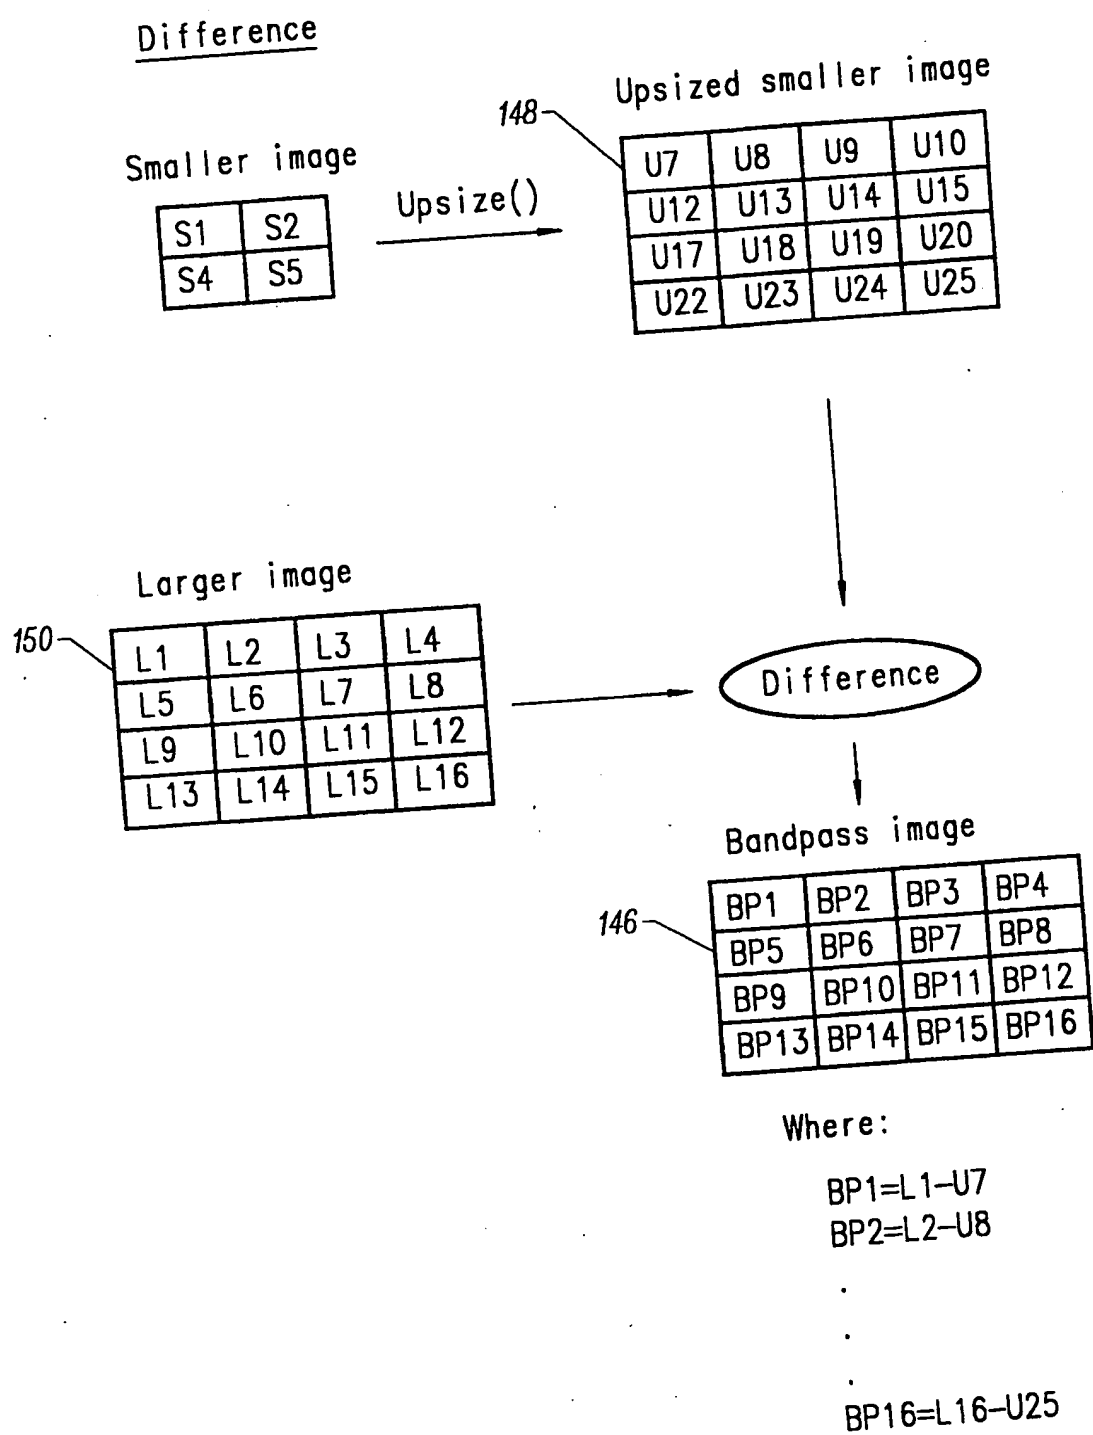 Difference
Upsized smaller image
148
U7 U8 U9 U10
U12 U13 U14 U15
U17 U18 U19 U20
U22 U23 U24 U25
Smaller image
S1 S2
S4 S5
Upsize()
Larger image
150
L1 L2 L3 L4
L5 L6 L7 L8
L9 L10 L11 L12
L13 L14 L15 L16
Difference
Bandpass image
146
BP1 BP2 BP3 BP4
BP5 BP6 BP7 BP8
BP9 BP10 BP11 BP12
BP13 BP14 BP15 BP16
Where:
BP1=L1-U7
BP2=L2-U8
.
.
.
BP16=L16-U25